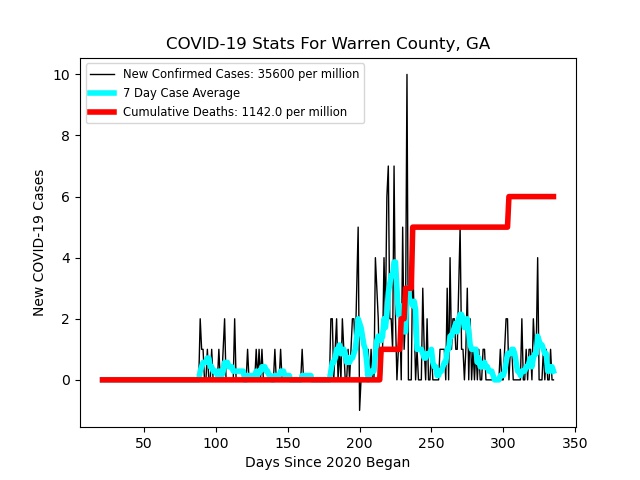 COVID-19 Stats For Warren County, GA
New Confirmed Cases: 35600 per million
7 Day Case Average
Cumulative Deaths: 1142.0 per million
New COVID-19 Cases
10
8
6
4
2
0
50 100 150 200 250 300 350
Days Since 2020 Began